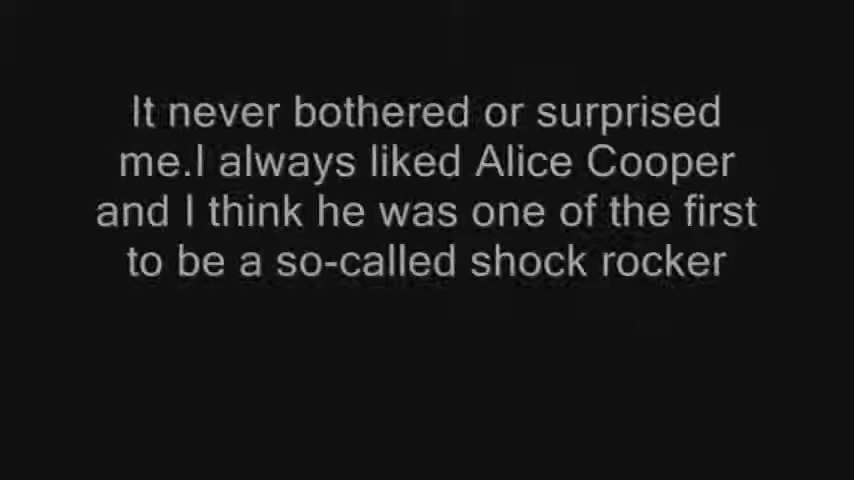 It never bothered or surprised
me.I always liked Alice Cooper
and I think he was one of the first
to be a so-called shock rocker